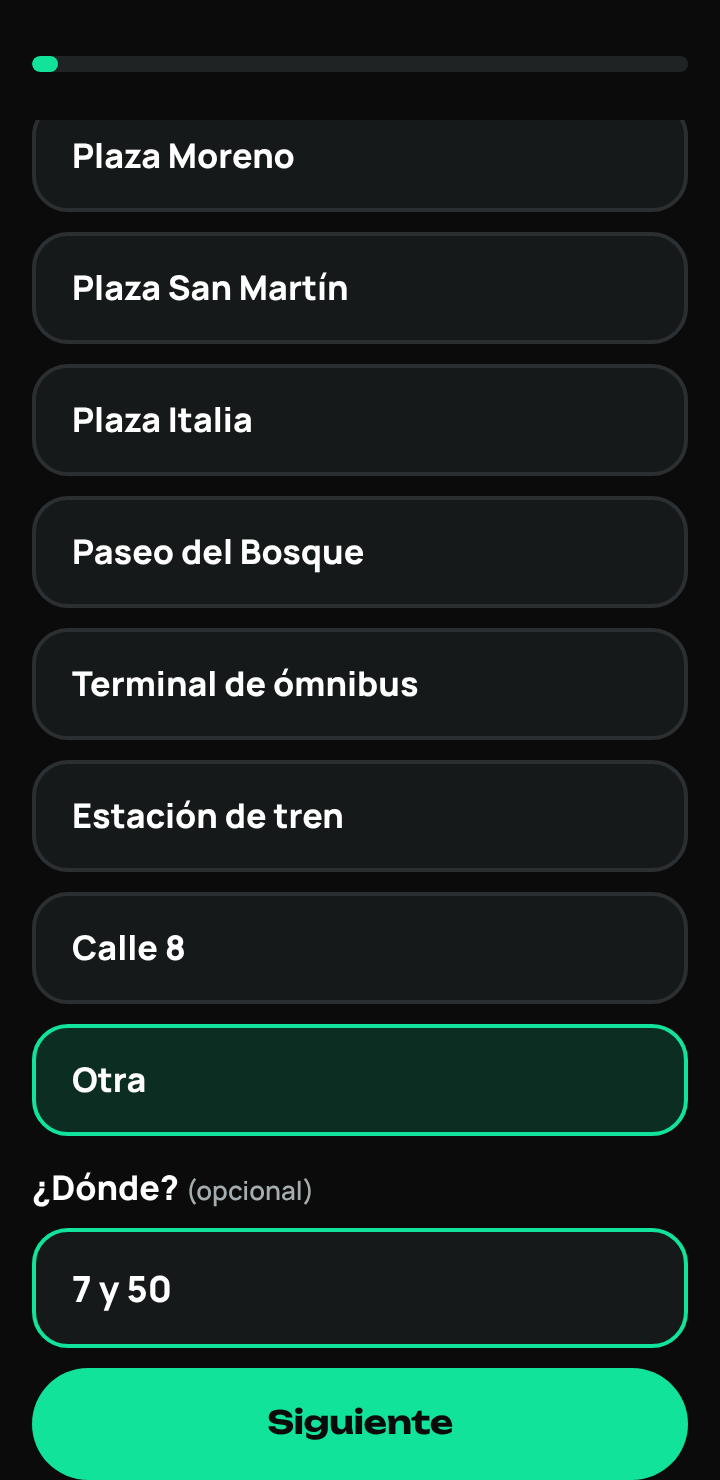 Plaza Moreno
Plaza San Martín
Plaza Italia
Paseo del Bosque
Terminal de ómnibus
Estación de tren
Calle 8
Otra
¿Dónde? (opcional)
7 y 50
Siguiente